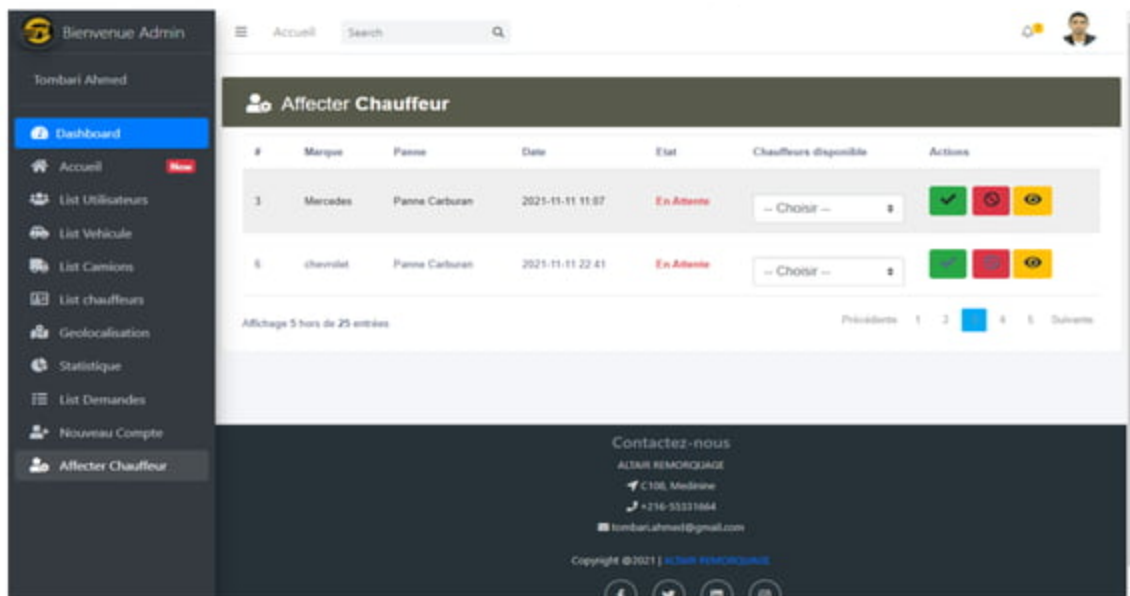 Bienvenue Admin
Accueil
Search
Tombari Ahmed
Dashboard
Accueil
New
List Utilisateurs
List Vehicule
List Camions
List chauffeurs
Geolocalisation
Statistique
List Demandes
Nouveau Compte
Affecter Chauffeur
Affecter Chauffeur
# Marque Panne Date Etat Chauffeurs disponible Actions
3 Mercedes Panne Carburan 2021-11-11 11:07 En Attente -- Choisir --
chevrolet Panne Carburan 2021-11-11 22:41 En Attente -- Choisir --
Affichage 5 hors de 25 entrées
Précédente 1 2 3 4 5 Suivante
Contactez-nous
ALTAIR REMORQUAGE
C108, Medinine
+216-55331664
tombari.ahmed@gmail.com
Copyright @2021 | ALTAIR REMORQUAGE